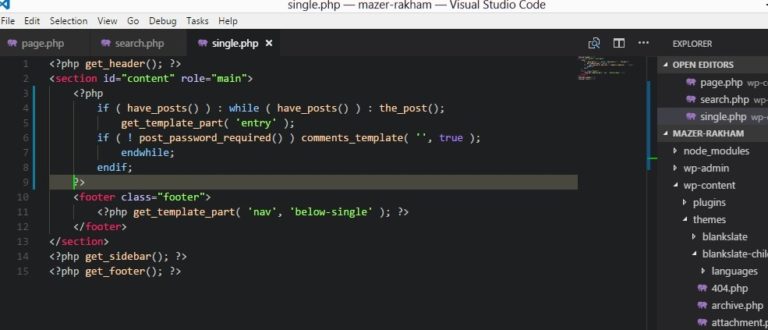 single.php — mazer-rakham — Visual Studio Code
File Edit Selection View Go Debug Tasks Help
page.php search.php single.php ×
EXPLORER
OPEN EDITORS
page.php wp-co
search.php wp-
single.php wp-c
MAZER-RAKHAM
node_modules
wp-admin
wp-content
plugins
themes
blankslate
blankslate-chil
languages
404.php
archive.php
attachment.p
1 <?php get_header(); ?>
2 <section id="content" role="main">
3 <?php
4 if ( have_posts() ) : while ( have_posts() ) : the_post();
5 get_template_part( 'entry' );
6 if ( ! post_password_required() ) comments_template( '', true );
7 endwhile;
8 endif;
9 ?>
10 <footer class="footer">
11 <?php get_template_part( 'nav', 'below-single' ); ?>
12 </footer>
13 </section>
14 <?php get_sidebar(); ?>
15 <?php get_footer(); ?>